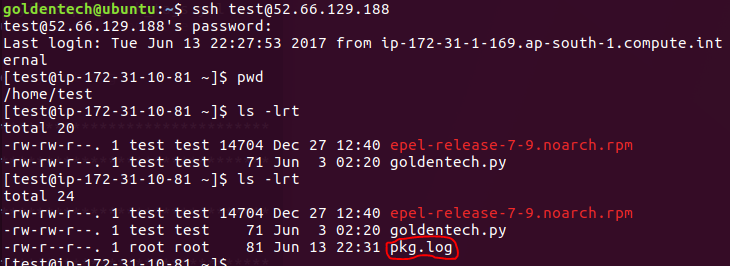 goldentech@ubuntu:~$ ssh test@52.66.129.188
test@52.66.129.188's password:
Last login: Tue Jun 13 22:27:53 2017 from ip-172-31-1-169.ap-south-1.compute.int
ernal
[test@ip-172-31-10-81 ~]$ pwd
/home/test
[test@ip-172-31-10-81 ~]$ ls -lrt
total 20
-rw-rw-r--. 1 test test 14704 Dec 27 12:40 epel-release-7-9.noarch.rpm
-rw-rw-r--. 1 test test    71 Jun  3 02:20 goldentech.py
[test@ip-172-31-10-81 ~]$ ls -lrt
total 24
-rw-rw-r--. 1 test test 14704 Dec 27 12:40 epel-release-7-9.noarch.rpm
-rw-rw-r--. 1 test test    71 Jun  3 02:20 goldentech.py
-rw-r--r--. 1 root root    81 Jun 13 22:31 pkg.log
[test@ip-172-31-10-81 ~]$